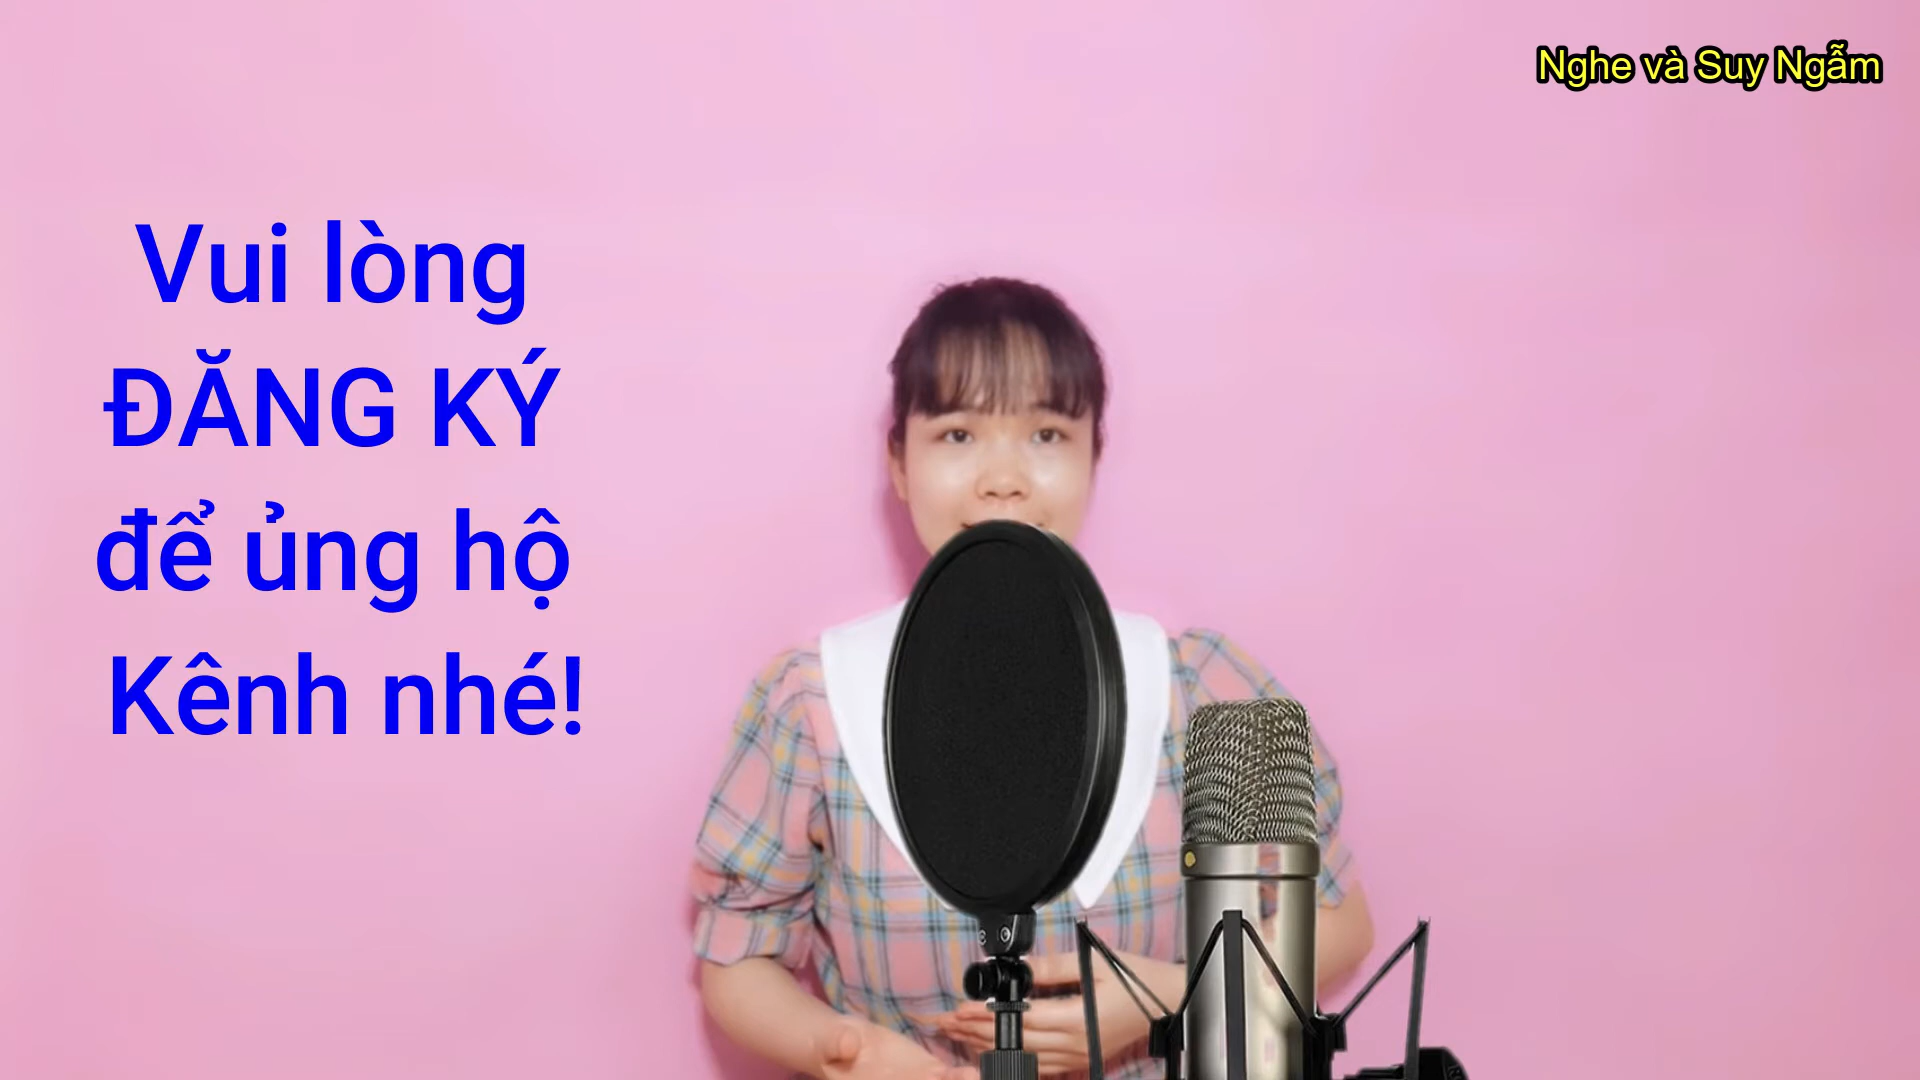 Nghe và Suy Ngẫm
Vui lòng
ĐĂNG KÝ
để ủng hộ
Kênh nhé!